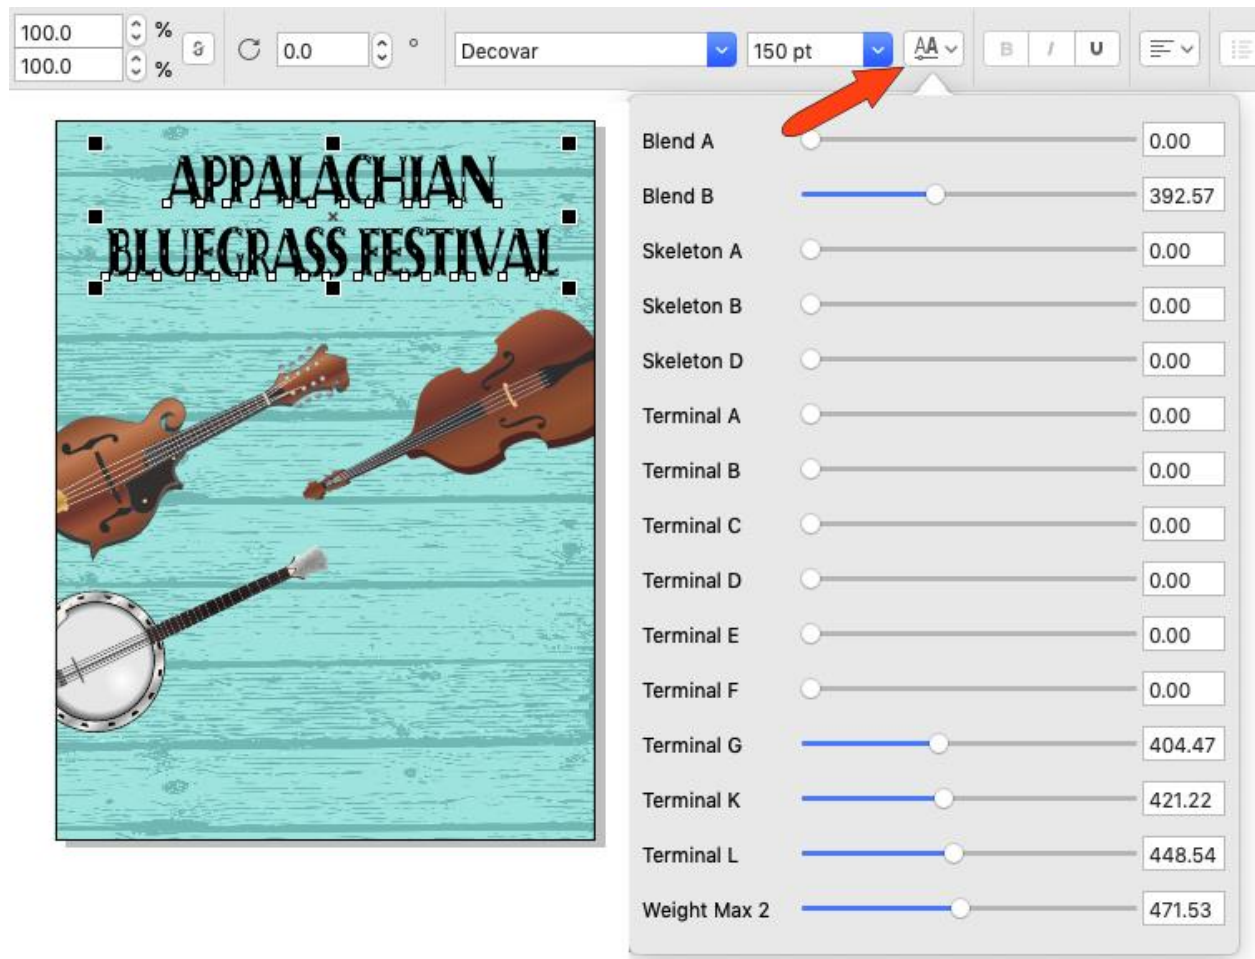 100.0 %
100.0 %
0.0 °
Decovar
150 pt
AA
B I U
APPALACHIAN
BLUEGRASS FESTIVAL
Blend A 0.00
Blend B 392.57
Skeleton A 0.00
Skeleton B 0.00
Skeleton D 0.00
Terminal A 0.00
Terminal B 0.00
Terminal C 0.00
Terminal D 0.00
Terminal E 0.00
Terminal F 0.00
Terminal G 404.47
Terminal K 421.22
Terminal L 448.54
Weight Max 2 471.53